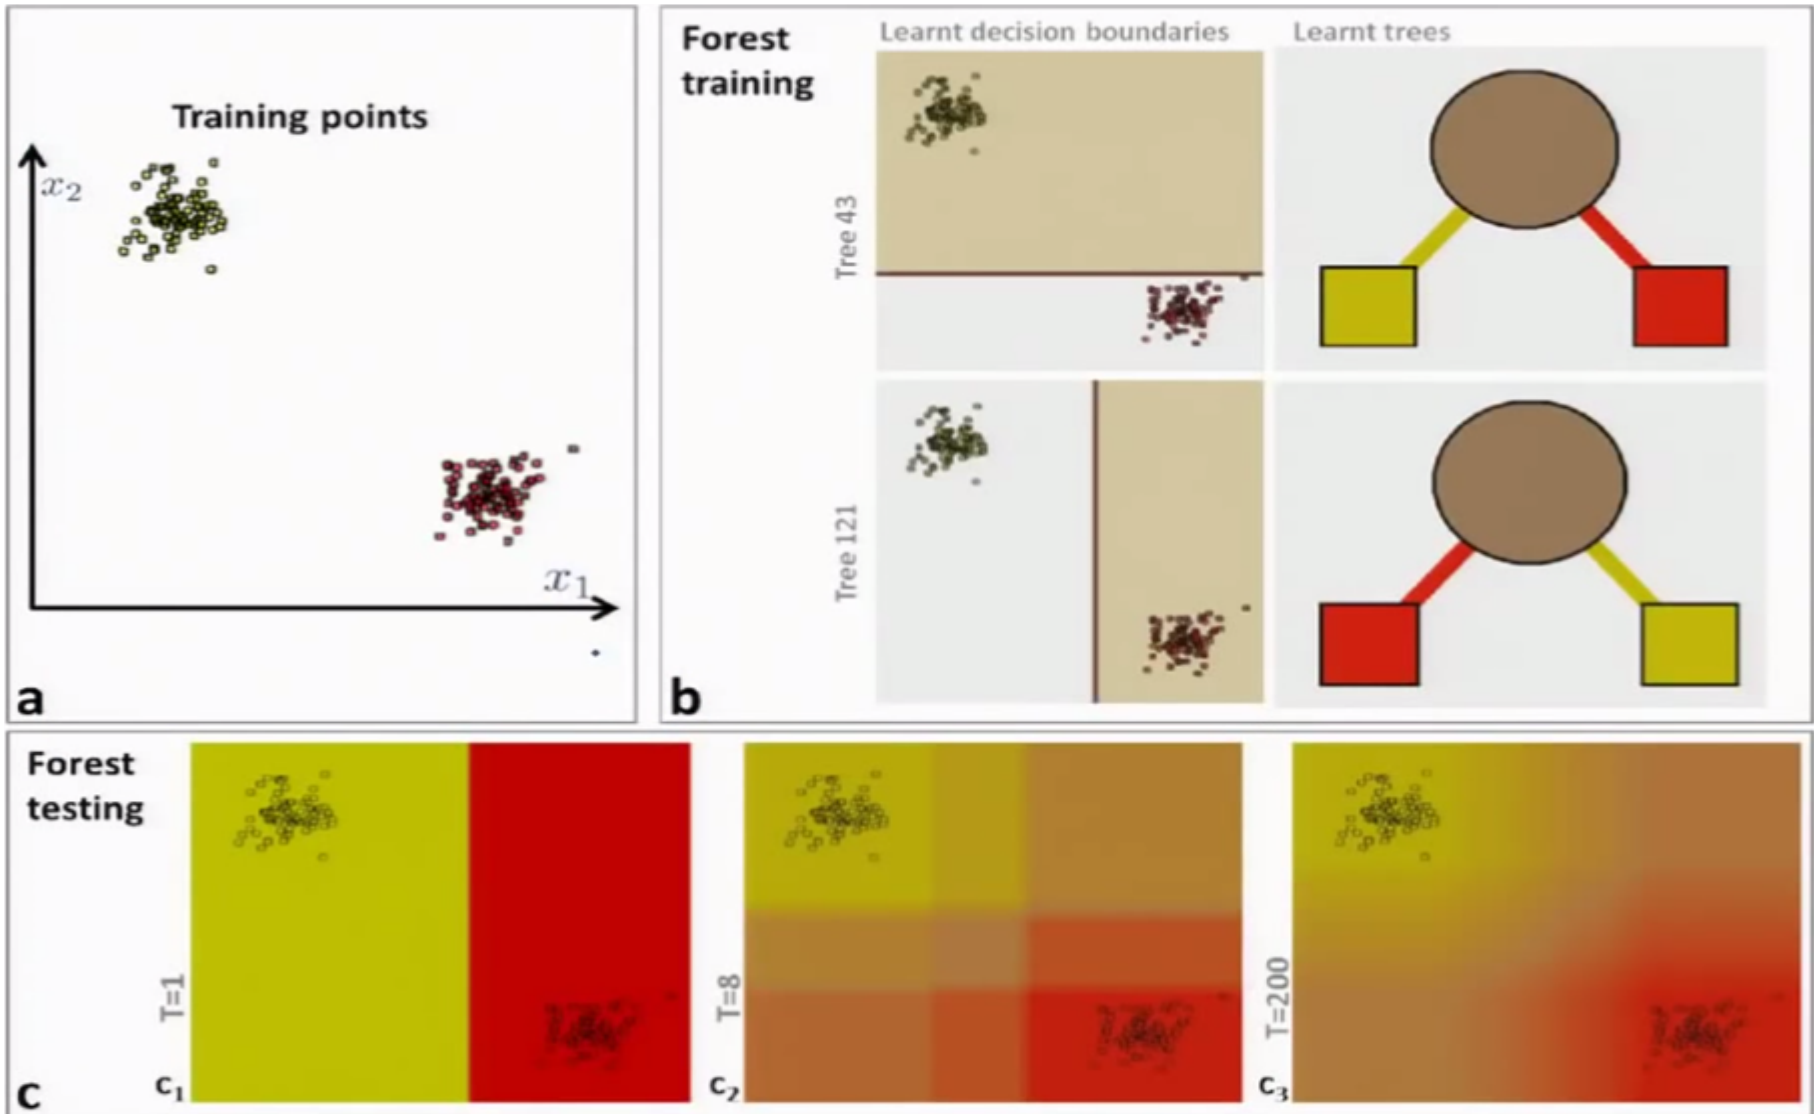 Training points
x₂
x₁
a
Forest
training
Learnt decision boundaries
Learnt trees
Tree 43
Tree 121
b
Forest
testing
T=1
c₁
T=8
c₂
T=200
c₃
c